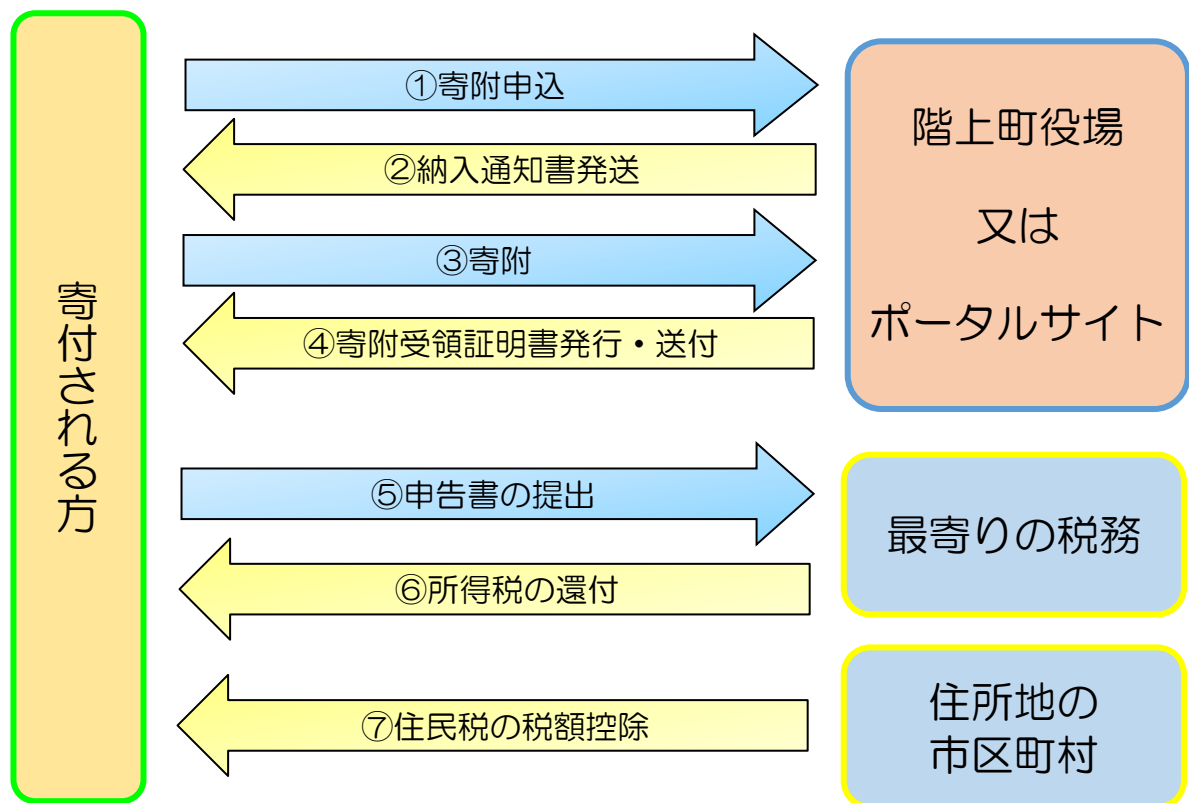 寄付される方
①寄附申込
②納入通知書発送
③寄附
④寄附受領証明書発行・送付
階上町役場
又は
ポータルサイト
⑤申告書の提出
⑥所得税の還付
最寄りの税務
⑦住民税の税額控除
住所地の
市区町村